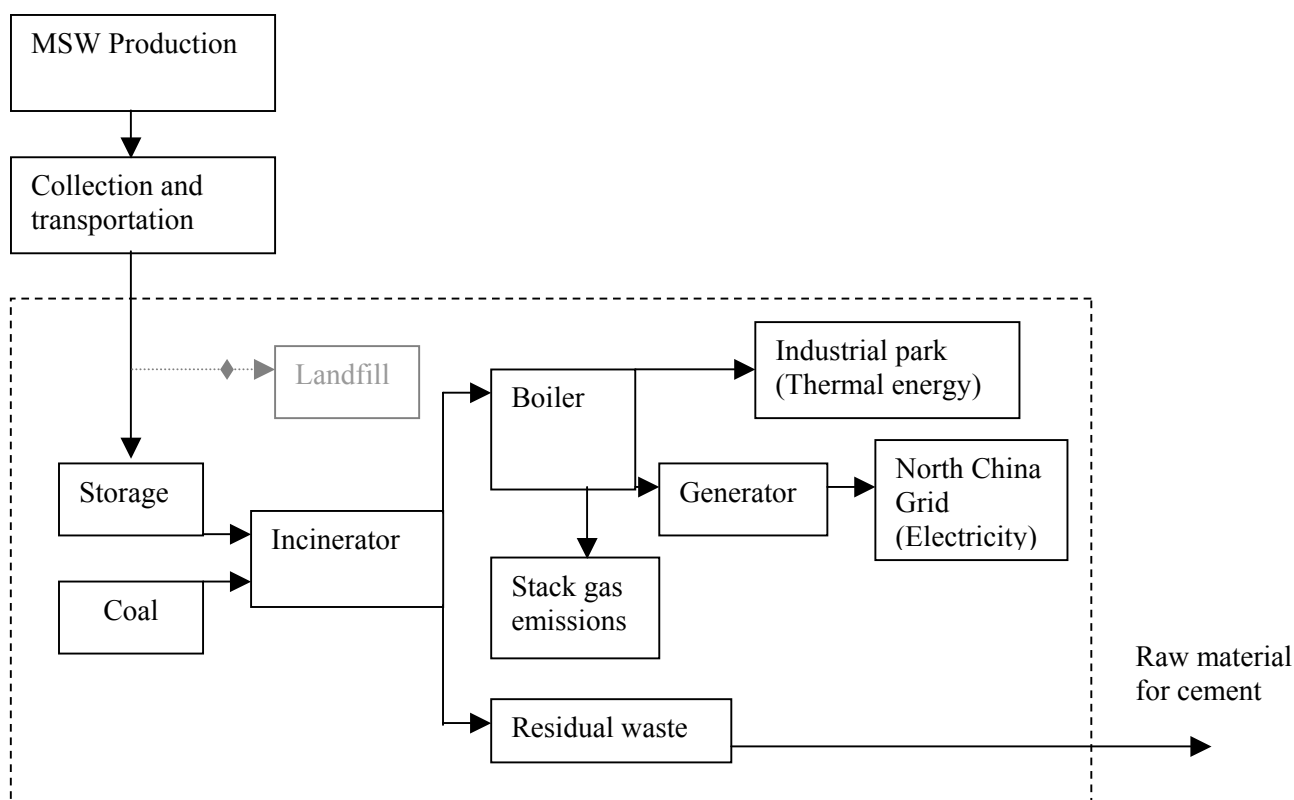 MSW Production
Collection and
transportation
Landfill
Industrial park
(Thermal energy)
Boiler
North China
Grid
(Electricity)
Storage
Generator
Incinerator
Coal
Stack gas
emissions
Raw material
for cement
Residual waste